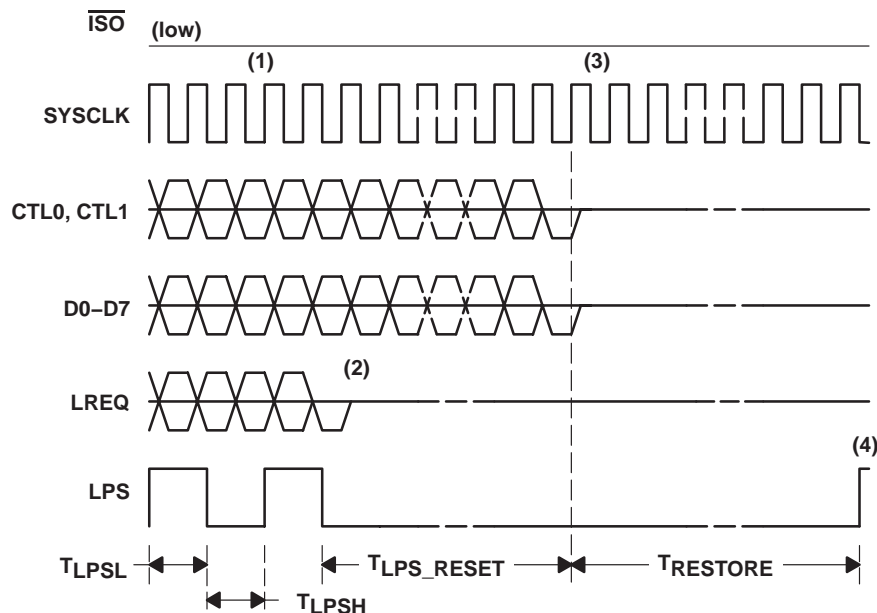 ISO
(low)
(1)
(3)
SYSCLK
CTL0, CTL1
D0–D7
(2)
LREQ
(4)
LPS
TLPSL
TLPS_RESET
TRESTORE
TLPSH